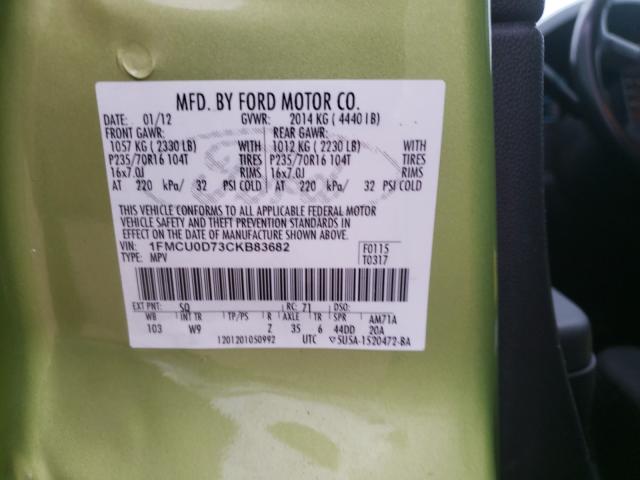 MFD. BY FORD MOTOR CO.
DATE: 01/12 GVWR: 2014 KG (4440 LB)
FRONT GAWR: REAR GAWR:
1057 KG (2330 LB) WITH 1012 KG (2230 LB) WITH
P235/70R16 104T TIRES P235/70R16 104T TIRES
16x7.0J RIMS 16x7.0J RIMS
AT 220 kPa/ 32 PSI COLD AT 220 kPa/ 32 PSI COLD
THIS VEHICLE CONFORMS TO ALL APPLICABLE FEDERAL MOTOR
VEHICLE SAFETY AND THEFT PREVENTION STANDARDS IN
EFFECT ON THE DATE OF MANUFACTURE SHOWN ABOVE.
VIN: 1FMCU0D73CKB83682 F0115
TYPE: MPV T0317
EXT PNT: SQ RC: 71 DSO:
WB INT TR TP/PS R AXLE TR SPR AM71A
103 W9 Z 35 6 44DD 20A
1201201050992 UTC 5U5A-1520472-BA